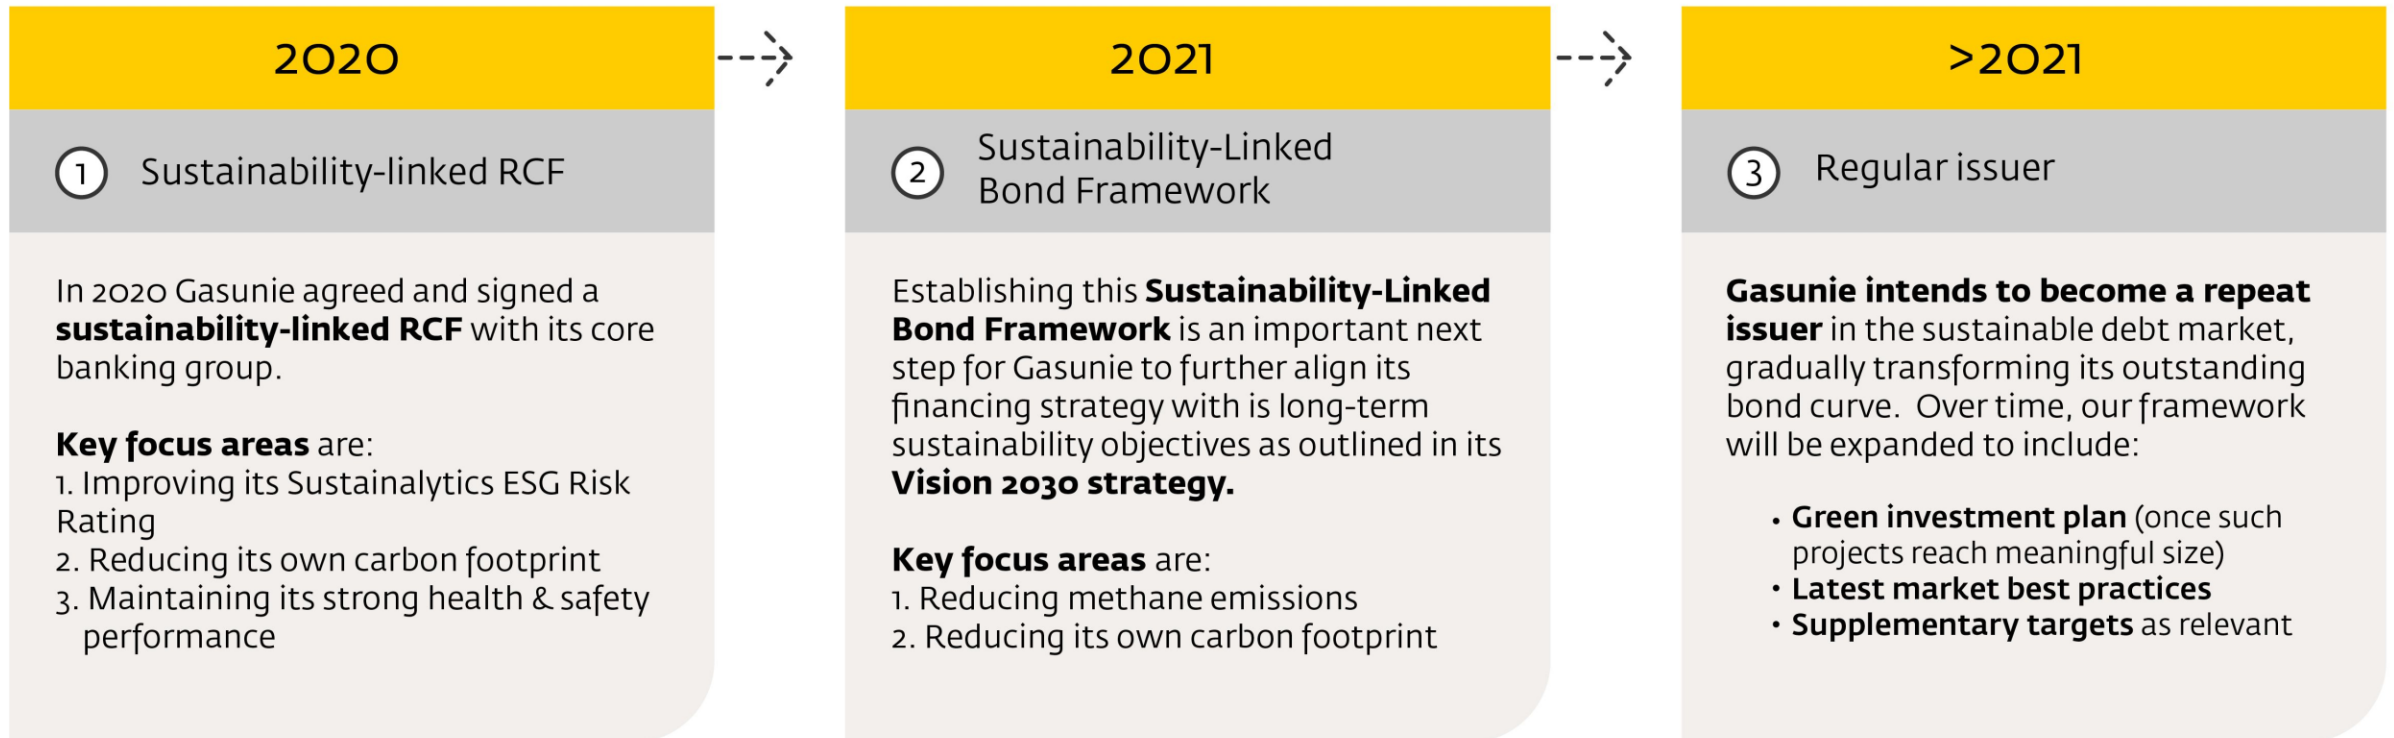 2020
1 Sustainability-linked RCF
In 2020 Gasunie agreed and signed a
sustainability-linked RCF with its core
banking group.
Key focus areas are:
1. Improving its Sustainalytics ESG Risk
Rating
2. Reducing its own carbon footprint
3. Maintaining its strong health & safety
performance
2021
2 Sustainability-Linked
Bond Framework
Establishing this Sustainability-Linked
Bond Framework is an important next
step for Gasunie to further align its
financing strategy with is long-term
sustainability objectives as outlined in its
Vision 2030 strategy.
Key focus areas are:
1. Reducing methane emissions
2. Reducing its own carbon footprint
>2021
3 Regular issuer
Gasunie intends to become a repeat
issuer in the sustainable debt market,
gradually transforming its outstanding
bond curve. Over time, our framework
will be expanded to include:
• Green investment plan (once such
projects reach meaningful size)
• Latest market best practices
• Supplementary targets as relevant